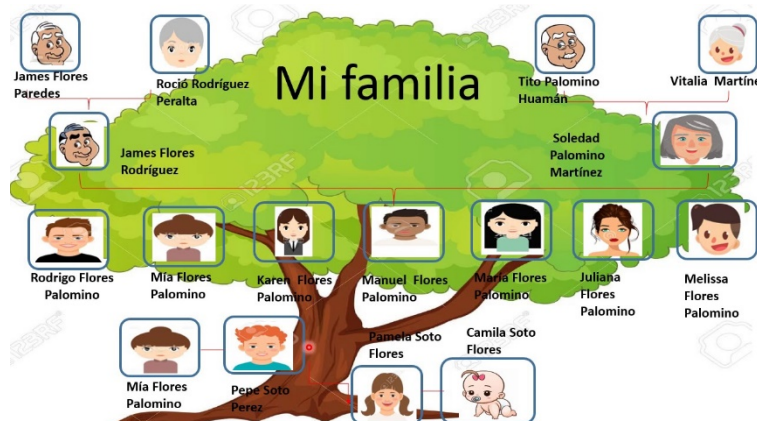 Mi familia
James Flores
Paredes
Roció Rodríguez
Peralta
Tito Palomino
Huamán
Vitalia Martíne
James Flores
Rodríguez
Soledad
Palomino
Martínez
Rodrigo Flores
Palomino
Mía Flores
Palomino
Karen Flores
Palomino
Manuel Flores
Palomino
María Flores
Palomino
Juliana
Flores
Palomino
Melissa
Flores
Palomino
Mía Flores
Palomino
Pepe Soto
Perez
Pamela Soto
Flores
Camila Soto
Flores
123RF